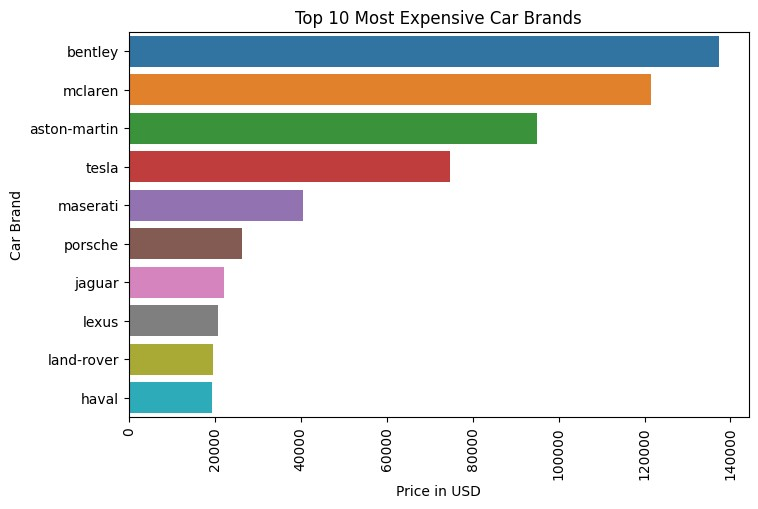 Top 10 Most Expensive Car Brands
Car Brand
bentley
mclaren
aston-martin
tesla
maserati
porsche
jaguar
lexus
land-rover
haval
0
20000
40000
60000
80000
100000
120000
140000
Price in USD